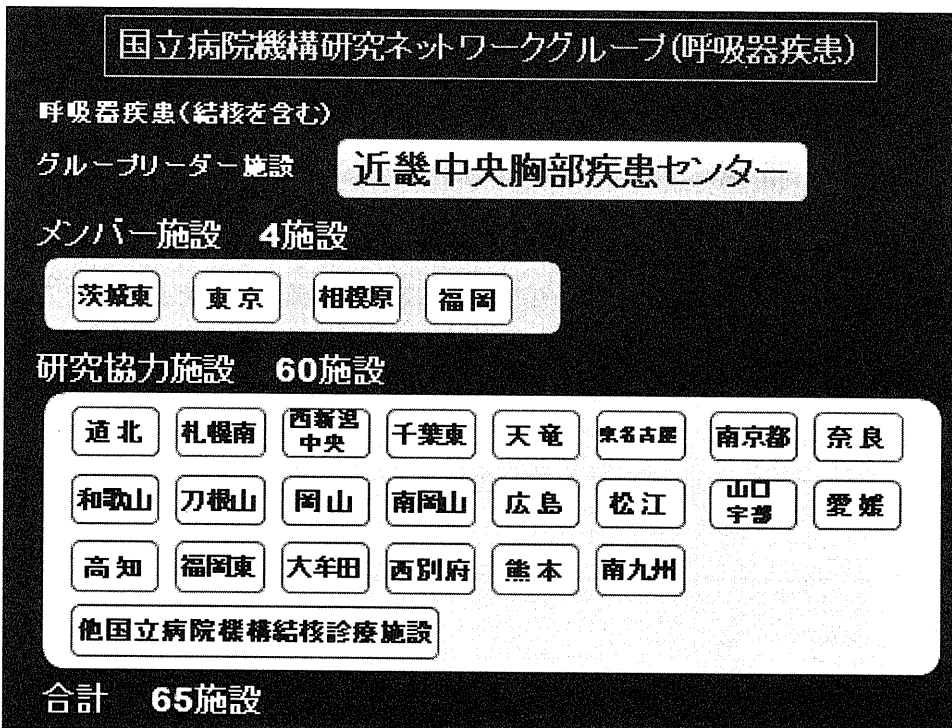 国立病院機構研究ネットワークグループ(呼吸器疾患)
呼吸器疾患(結核を含む)
グループリーダー施設 近畿中央胸部疾患センター
メンバー施設 4施設
茨城東 東京 相模原 福岡
研究協力施設 60施設
道北 札幌南 西新潟中央 千葉東 天竜 東名古屋 南京都 奈良
和歌山 刀根山 岡山 南岡山 広島 松江 山口宇部 愛媛
高知 福岡東 大牟田 西別府 熊本 南九州
他国立病院機構結核診療施設
合計 65施設